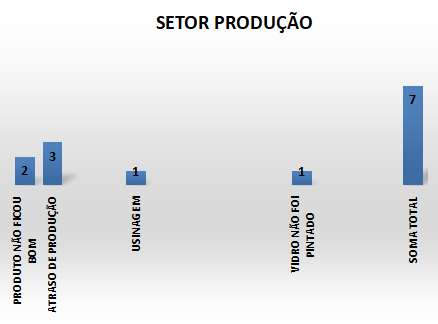 SETOR PRODUÇÃO
2
3
1
1
7
PRODUTO NÃO FICOU
BOM
ATRASO DE PRODUÇÃO
USINAGEM
VIDRO NÃO FOI
PINTADO
SOMA TOTAL